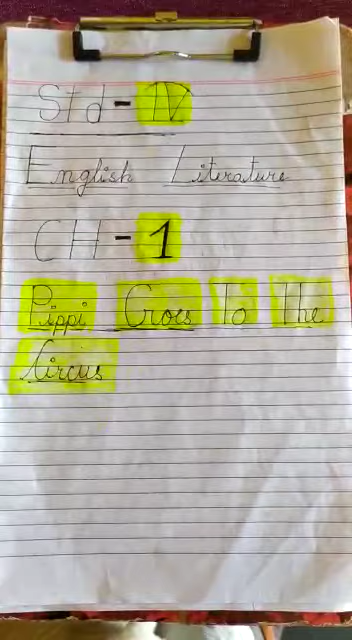 Std - IV
English Literature
CH - 1
Pippi Goes To The
Circus